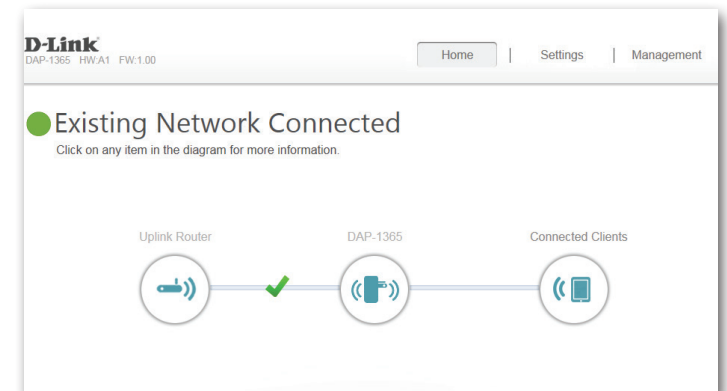 D-Link
DAP-1365 HW:A1 FW:1.00
Home | Settings | Management
Existing Network Connected
Click on any item in the diagram for more information.
Uplink Router DAP-1365 Connected Clients